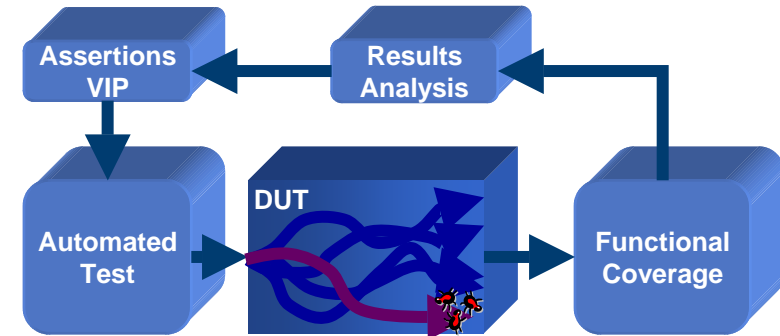 Assertions
VIP
Results
Analysis
DUT
Automated
Test
Functional
Coverage